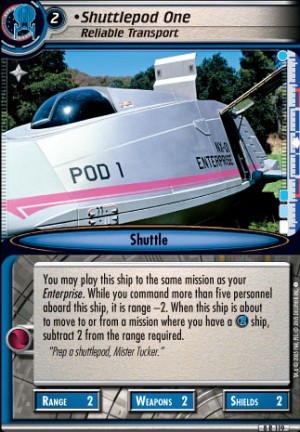 2 •Shuttlepod One
Reliable Transport
NX-01
ENTERPRISE
POD 1
Shuttle
You may play this ship to the same mission as your
Enterprise. While you command more than five personnel
aboard this ship, it is range –2. When this ship is about
to move to or from a mission where you have a ship,
subtract 2 from the range required.
"Prep a shuttlepod, Mister Tucker."
RANGE 2 WEAPONS 2 SHIELDS 2